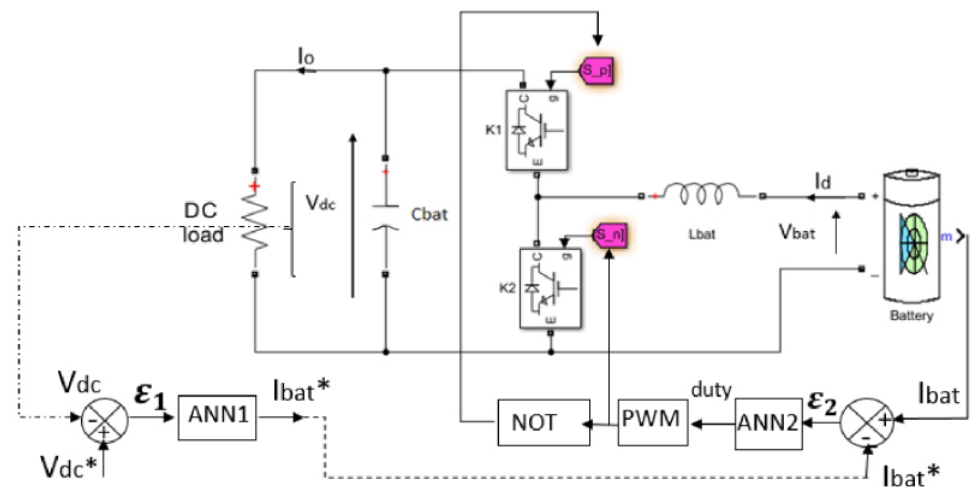 Io
[S_p]
C
g
K1
E
Id
+
DC
load
Vdc
Cbat
[S_n]
Lbat
Vbat
m
C
g
K2
E
Battery
Vdc
ε1
Ibat*
duty
ε2
Ibat
ANN1
NOT
PWM
ANN2
Vdc*
Ibat*